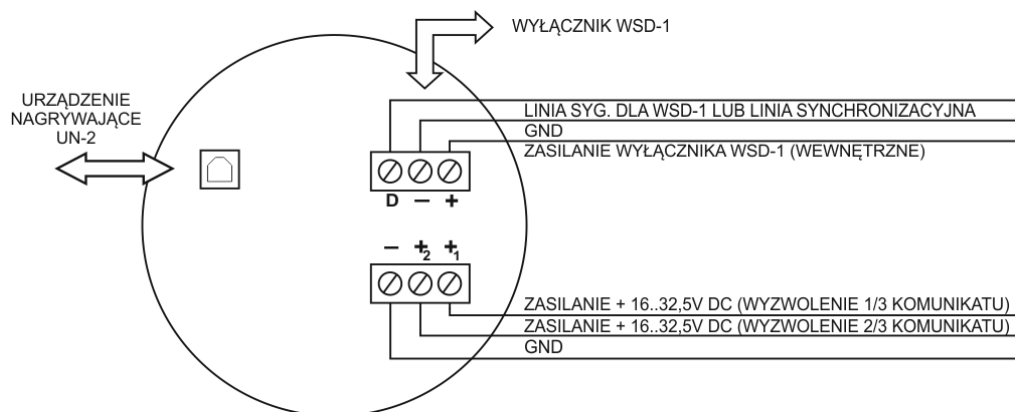 WYŁĄCZNIK WSD-1
URZĄDZENIE
NAGRYWAJĄCE
UN-2
LINIA SYG. DLA WSD-1 LUB LINIA SYNCHRONIZACYJNA
GND
ZASILANIE WYŁĄCZNIKA WSD-1 (WEWNĘTRZNE)
D – +
– +2 +1
ZASILANIE + 16..32,5V DC (WYZWOLENIE 1/3 KOMUNIKATU)
ZASILANIE + 16..32,5V DC (WYZWOLENIE 2/3 KOMUNIKATU)
GND